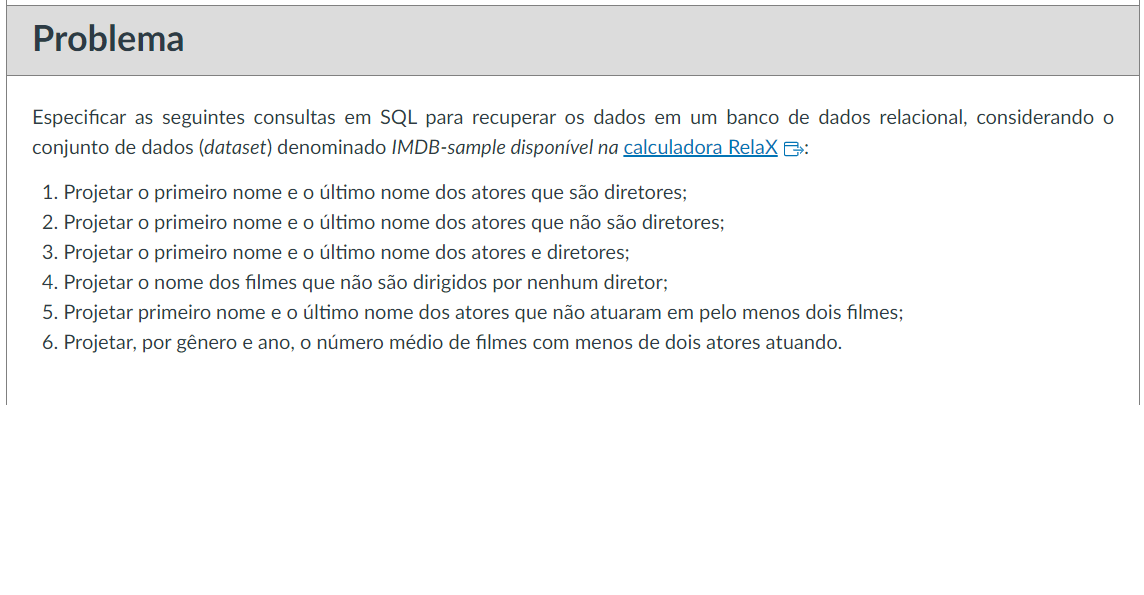 Problema
Especificar as seguintes consultas em SQL para recuperar os dados em um banco de dados relacional, considerando o
conjunto de dados (dataset) denominado IMDB-sample disponível na calculadora RelaX :
1. Projetar o primeiro nome e o último nome dos atores que são diretores;
2. Projetar o primeiro nome e o último nome dos atores que não são diretores;
3. Projetar o primeiro nome e o último nome dos atores e diretores;
4. Projetar o nome dos filmes que não são dirigidos por nenhum diretor;
5. Projetar primeiro nome e o último nome dos atores que não atuaram em pelo menos dois filmes;
6. Projetar, por gênero e ano, o número médio de filmes com menos de dois atores atuando.